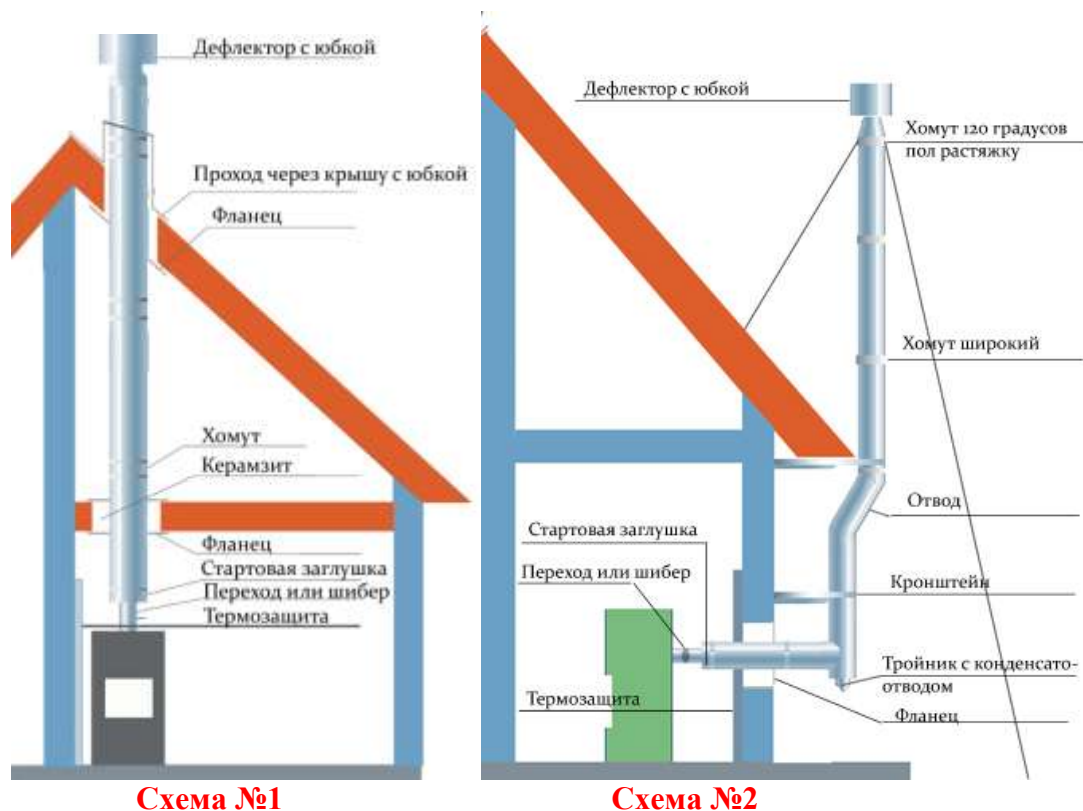 Дефлектор с юбкой
Проход через крышу с юбкой
Фланец
Хомут
Керамзит
Фланец
Стартовая заглушка
Переход или шибер
Термозащита
Схема №1
Дефлектор с юбкой
Хомут 120 градусов
пол растяжку
Хомут широкий
Отвод
Стартовая заглушка
Переход или шибер
Кронштейн
Тройник с конденсато-
отводом
Термозащита
Фланец
Схема №2